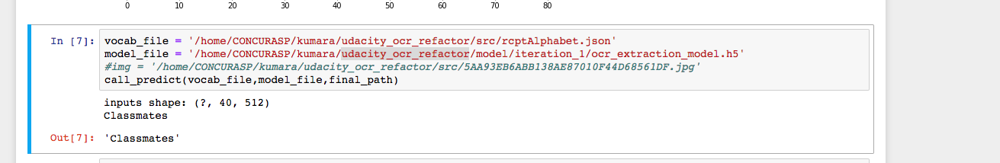 0 10 20 30 40 50 60 70 80
In [7]: vocab_file = '/home/CONCURASP/kumara/udacity_ocr_refactor/src/rcptAlphabet.json'
model_file = '/home/CONCURASP/kumara/udacity_ocr_refactor/model/iteration_1/ocr_extraction_model.h5'
#img = '/home/CONCURASP/kumara/udacity_ocr_refactor/src/5AA93EB6ABB138AE87010F44D68561DF.jpg'
call_predict(vocab_file,model_file,final_path)
inputs shape: (?, 40, 512)
Classmates
Out[7]: 'Classmates'